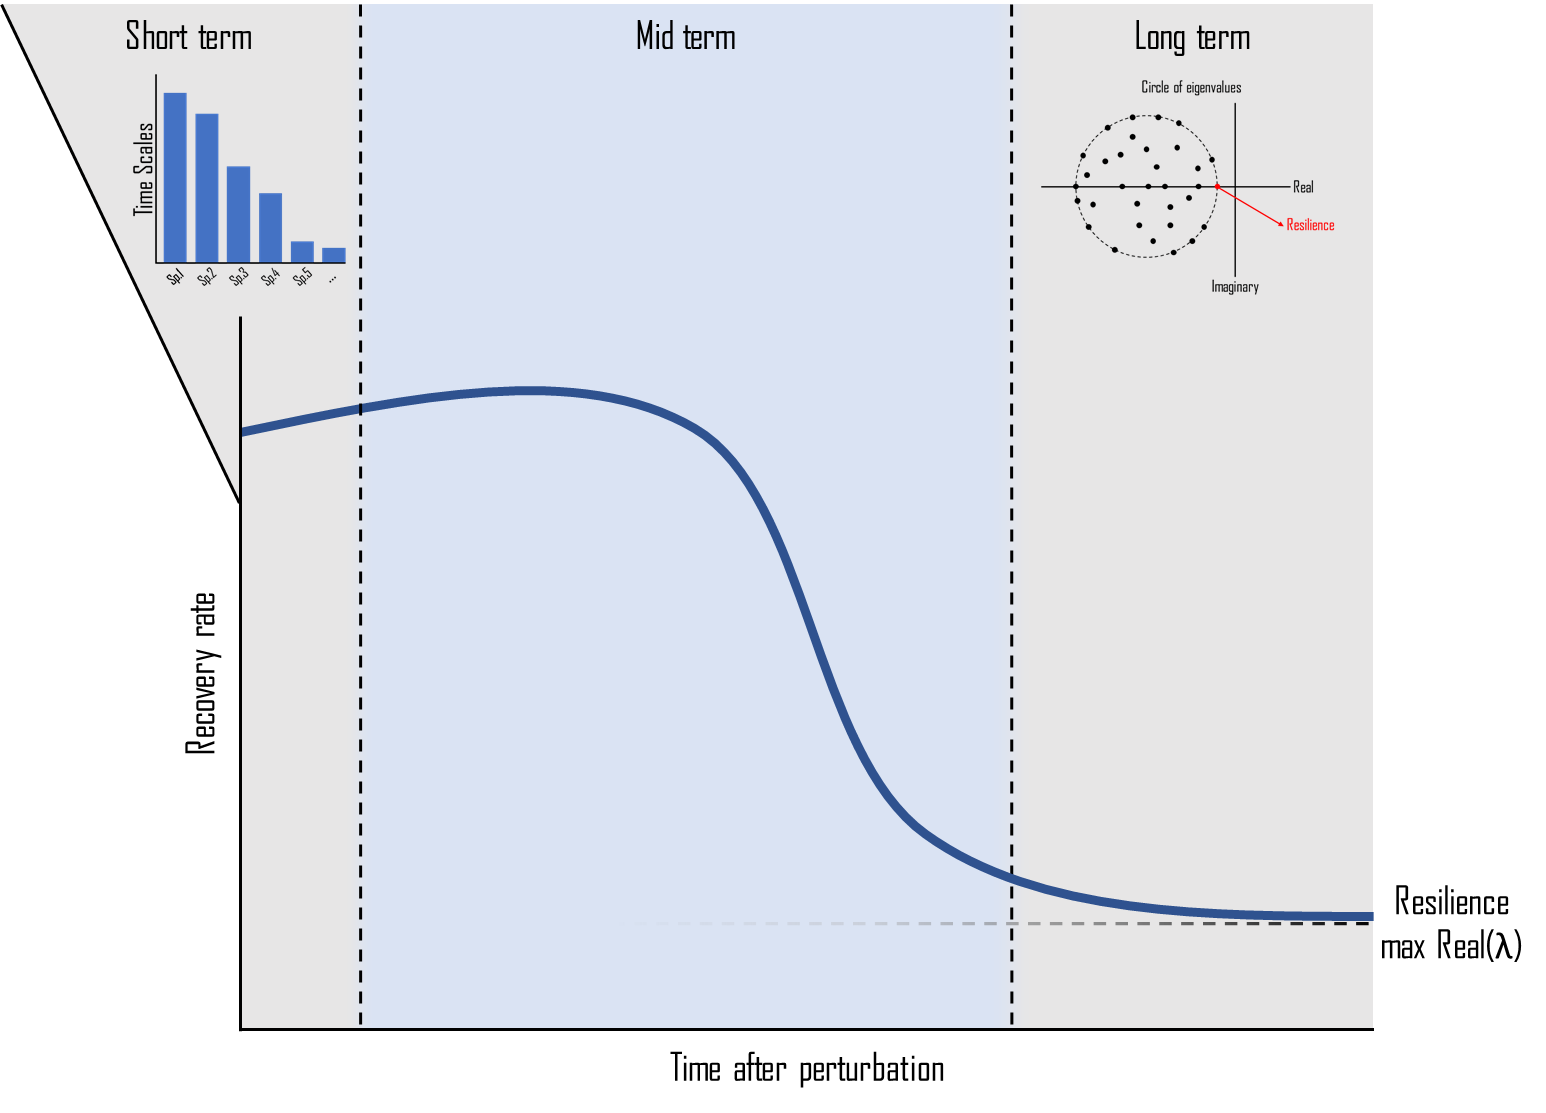 Short term
Mid term
Long term
Time Scales
Sp.1
Sp.2
Sp.3
Sp.4
Sp.5
...
Circle of eigenvalues
Real
Resilience
Imaginary
Recovery rate
Resilience
max Real(λ)
Time after perturbation